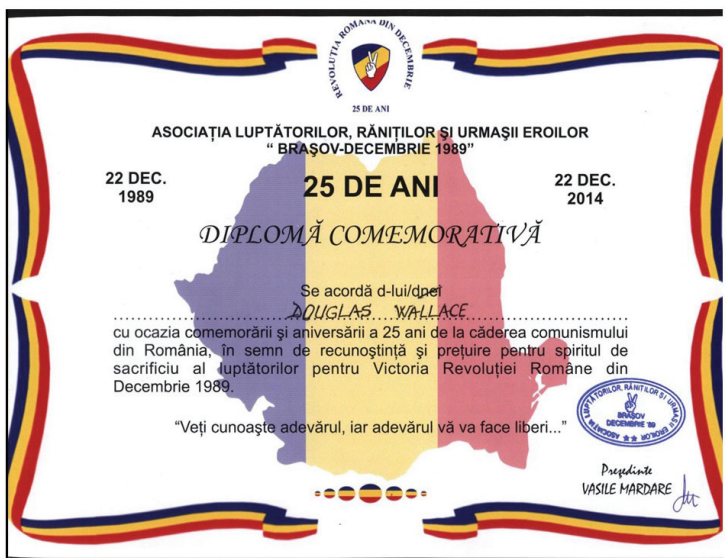 REVOLUTIA ROMANA DIN DECEMBRIE
25 DE ANI
ASOCIAȚIA LUPTĂTORILOR, RĂNIȚILOR ȘI URMAȘII EROILOR
“ BRAȘOV-DECEMBRIE 1989”
22 DEC.
1989
25 DE ANI
22 DEC.
2014
DIPLOMĂ COMEMORATIVĂ
Se acordă d-lui/dnei
DOUGLAS WALLACE
cu ocazia comemorării și aniversării a 25 ani de la căderea comunismului
din România, în semn de recunoștință și prețuire pentru spiritul de
sacrificiu al luptătorilor pentru Victoria Revoluției Române din
Decembrie 1989.
“Veți cunoaște adevărul, iar adevărul vă va face liberi...”
ASOCIAȚIA LUPTĂTORILOR, RĂNIȚILOR ȘI URMAȘII EROILOR
BRAȘOV
DECEMBRIE '89
Președinte
VASILE MARDARE